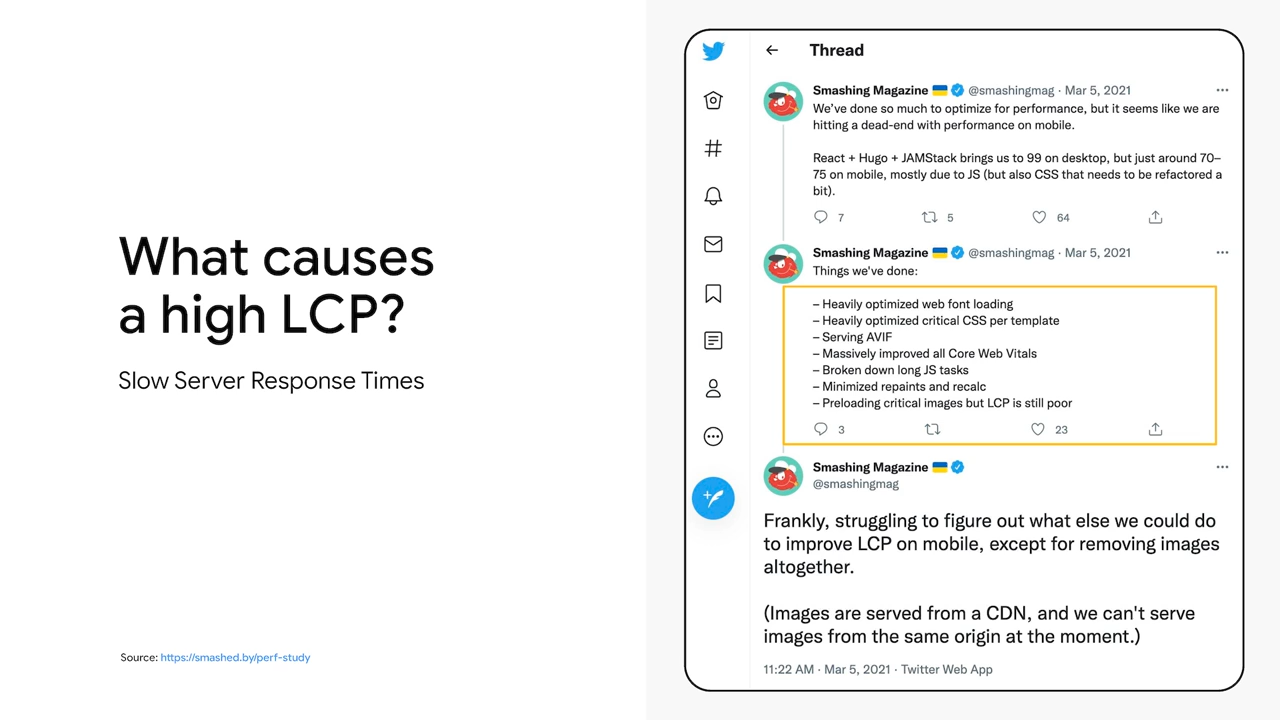 What causes
a high LCP?
Slow Server Response Times
Source: https://smashed.by/perf-study
Thread
Smashing Magazine 🇺🇦 @smashingmag · Mar 5, 2021
We've done so much to optimize for performance, but it seems like we are
hitting a dead-end with performance on mobile.
React + Hugo + JAMStack brings us to 99 on desktop, but just around 70–
75 on mobile, mostly due to JS (but also CSS that needs to be refactored a
bit).
7 5 64
Smashing Magazine 🇺🇦 @smashingmag · Mar 5, 2021
Things we've done:
– Heavily optimized web font loading
– Heavily optimized critical CSS per template
– Serving AVIF
– Massively improved all Core Web Vitals
– Broken down long JS tasks
– Minimized repaints and recalc
– Preloading critical images but LCP is still poor
3 23
Smashing Magazine 🇺🇦
@smashingmag
Frankly, struggling to figure out what else we could do
to improve LCP on mobile, except for removing images
altogether.
(Images are served from a CDN, and we can't serve
images from the same origin at the moment.)
11:22 AM · Mar 5, 2021 · Twitter Web App